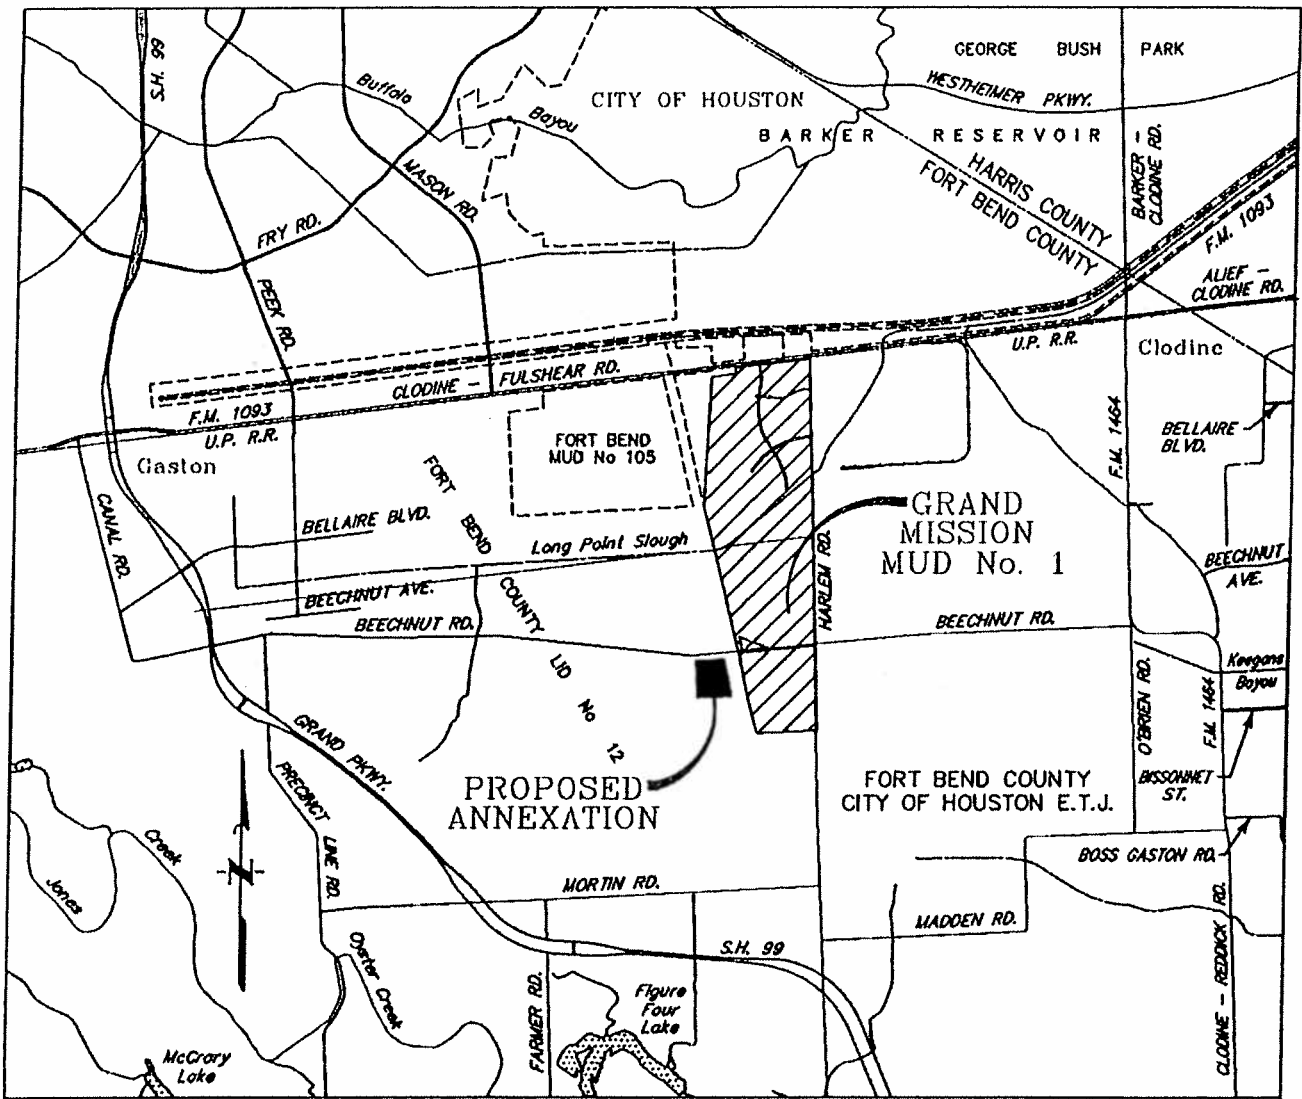 S.H. 99
GEORGE BUSH PARK
Buffalo
Bayou
CITY OF HOUSTON
WESTHEIMER PKWY.
BARKER RESERVOIR
BARKER -
CLODINE RD.
HARRIS COUNTY
FORT BEND COUNTY
MASON RD.
FRY RD.
F.M. 1093
PEEK RD.
ALIEF -
CLODINE RD.
U.P. R.R.
Clodine
CLODINE - FULSHEAR RD.
F.M. 1093
U.P. R.R.
Gaston
FORT BEND
MUD No 105
F.M. 1464
BELLAIRE
BLVD.
CANAL RD.
FORT BEND COUNTY LID No 12
BELLAIRE BLVD.
Long Point Slough
GRAND
MISSION
MUD No. 1
HARLEM RD.
BEECHNUT
AVE.
BEECHNUT AVE.
BEECHNUT RD.
BEECHNUT RD.
Keegans
Bayou
O'BRIEN RD.
F.M. 1464
GRAND PKWY.
PRECINCT LINE RD.
PROPOSED
ANNEXATION
FORT BEND COUNTY
CITY OF HOUSTON E.T.J.
BISSONNET
ST.
BOSS GASTON RD.
N
Jones
Creek
MORTIN RD.
MADDEN RD.
S.H. 99
Oyster Creek
FARMER RD.
Figure
Four
Lake
CLODINE - REDDICK RD.
McCrary
Lake